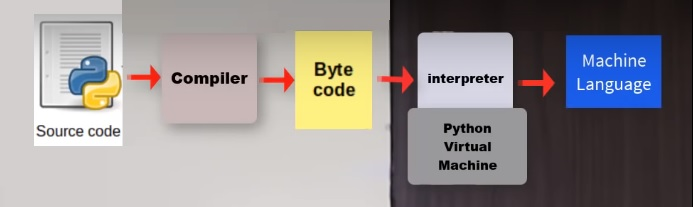 Source code
Compiler
Byte
code
interpreter
Python
Virtual
Machine
Machine
Language